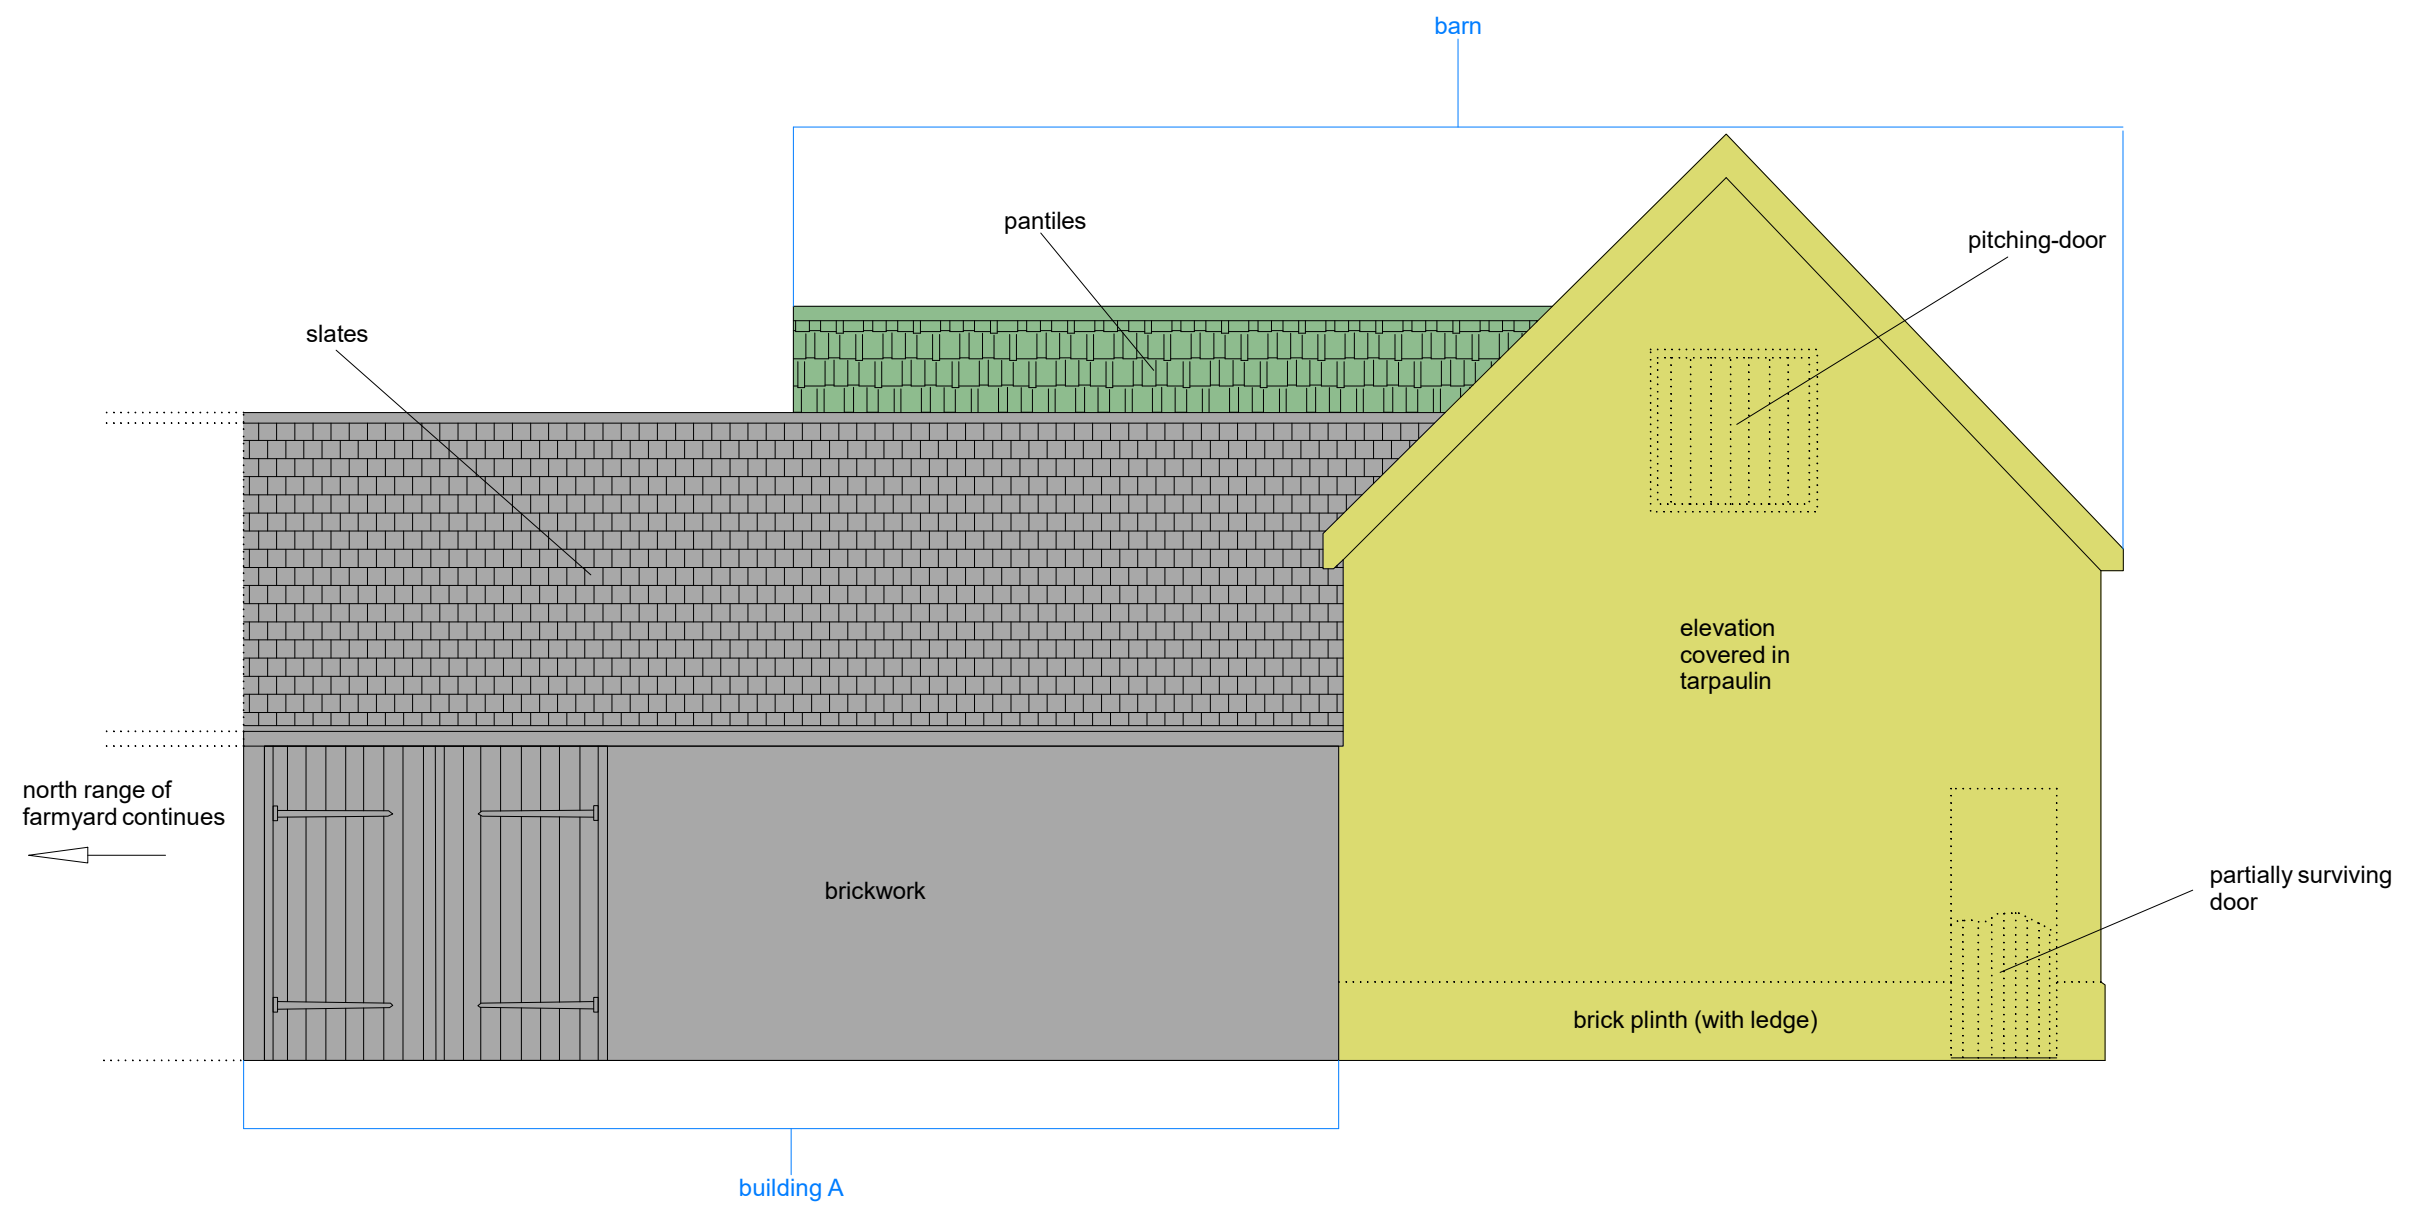 barn
pantiles
pitching-door
slates
elevation
covered in
tarpaulin
north range of
farmyard continues
brickwork
partially surviving
door
brick plinth (with ledge)
building A